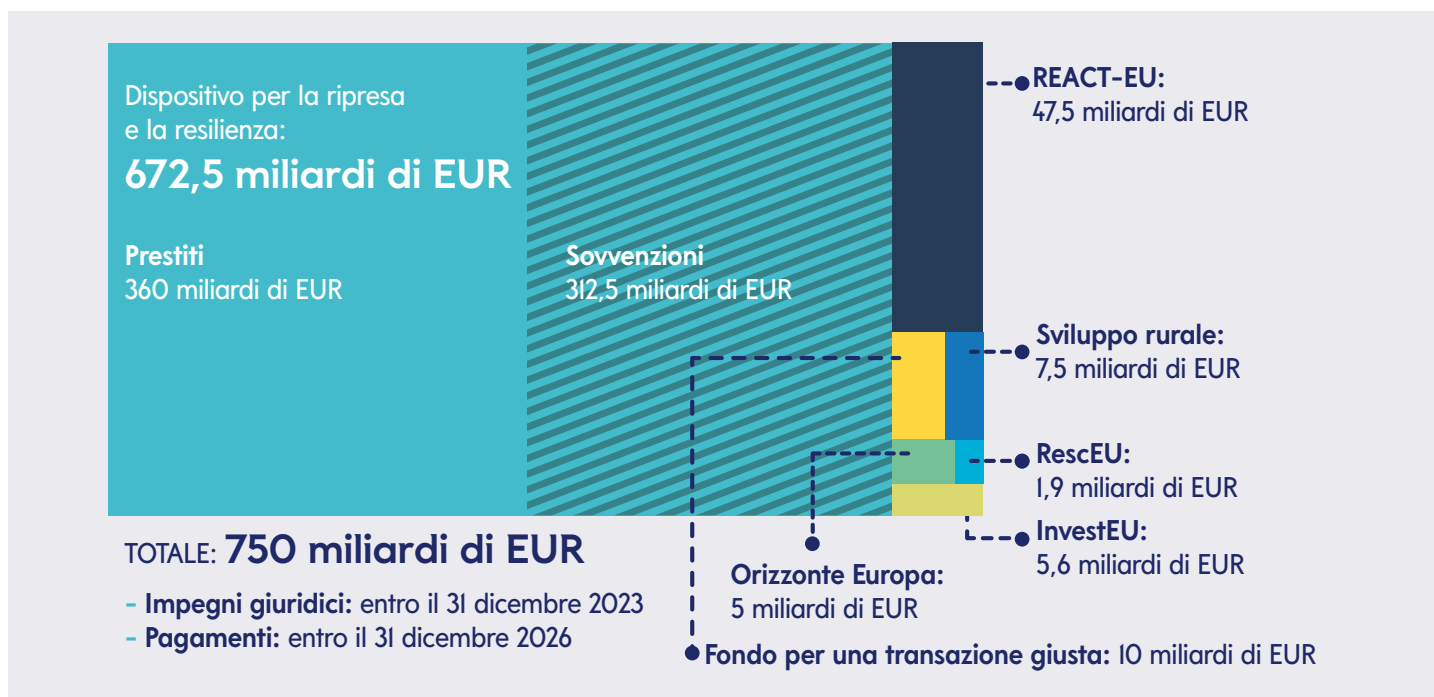 Dispositivo per la ripresa
e la resilienza:
672,5 miliardi di EUR
Prestiti
360 miliardi di EUR
Sovvenzioni
312,5 miliardi di EUR
REACT-EU:
47,5 miliardi di EUR
Sviluppo rurale:
7,5 miliardi di EUR
RescEU:
1,9 miliardi di EUR
InvestEU:
5,6 miliardi di EUR
Orizzonte Europa:
5 miliardi di EUR
Fondo per una transazione giusta: 10 miliardi di EUR
TOTALE: 750 miliardi di EUR
- Impegni giuridici: entro il 31 dicembre 2023
- Pagamenti: entro il 31 dicembre 2026